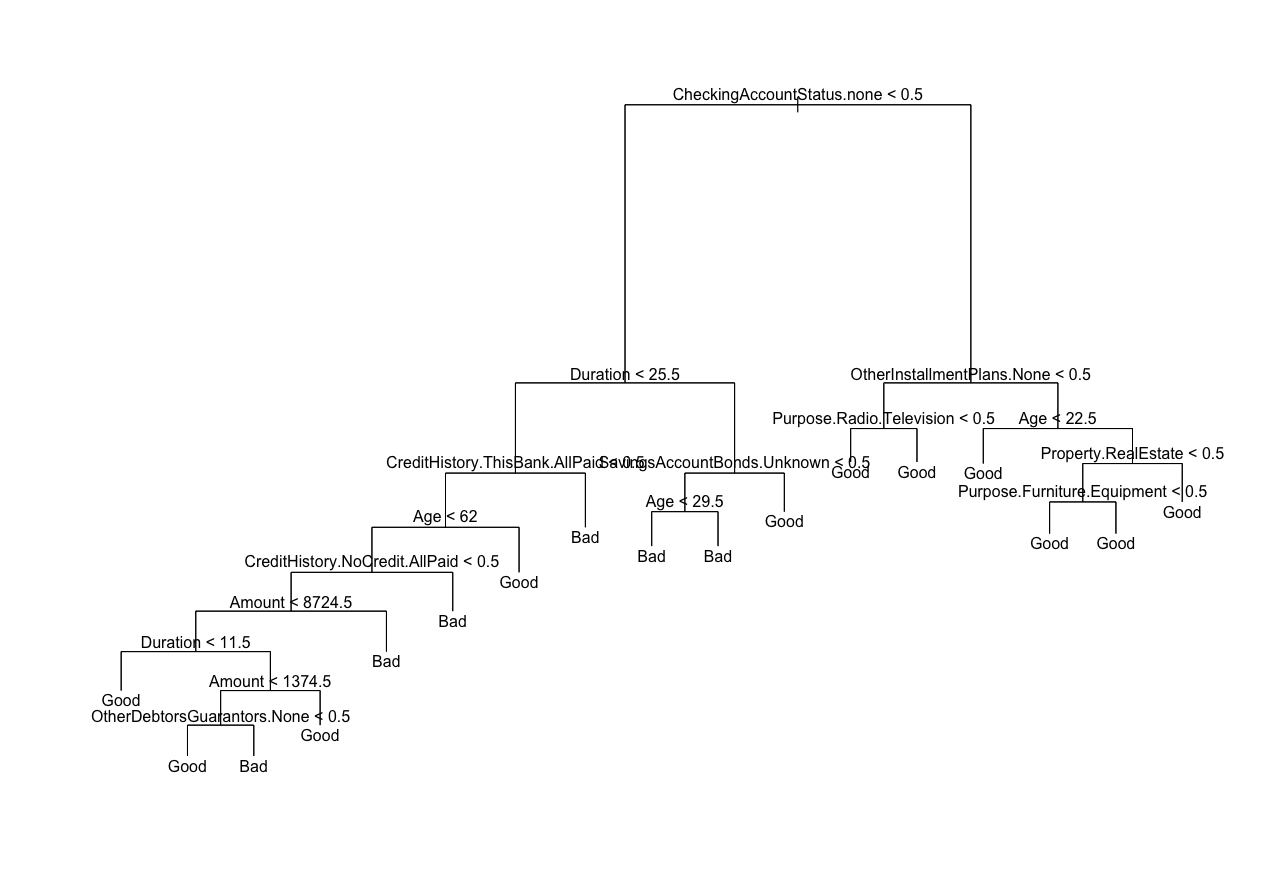 CheckingAccountStatus.none < 0.5
Duration < 25.5
OtherInstallmentPlans.None < 0.5
Purpose.Radio.Television < 0.5
Age < 22.5
Property.RealEstate < 0.5
CreditHistory.ThisBank.AllPaid < 0.5
SavingsAccountBonds.Unknown < 0.5
Good
Good
Good
Purpose.Furniture.Equipment < 0.5
Age < 29.5
Good
Age < 62
Good
Bad
Good
Good
Bad
Bad
CreditHistory.NoCredit.AllPaid < 0.5
Good
Amount < 8724.5
Bad
Duration < 11.5
Bad
Amount < 1374.5
Good
OtherDebtorsGuarantors.None < 0.5
Good
Good
Bad